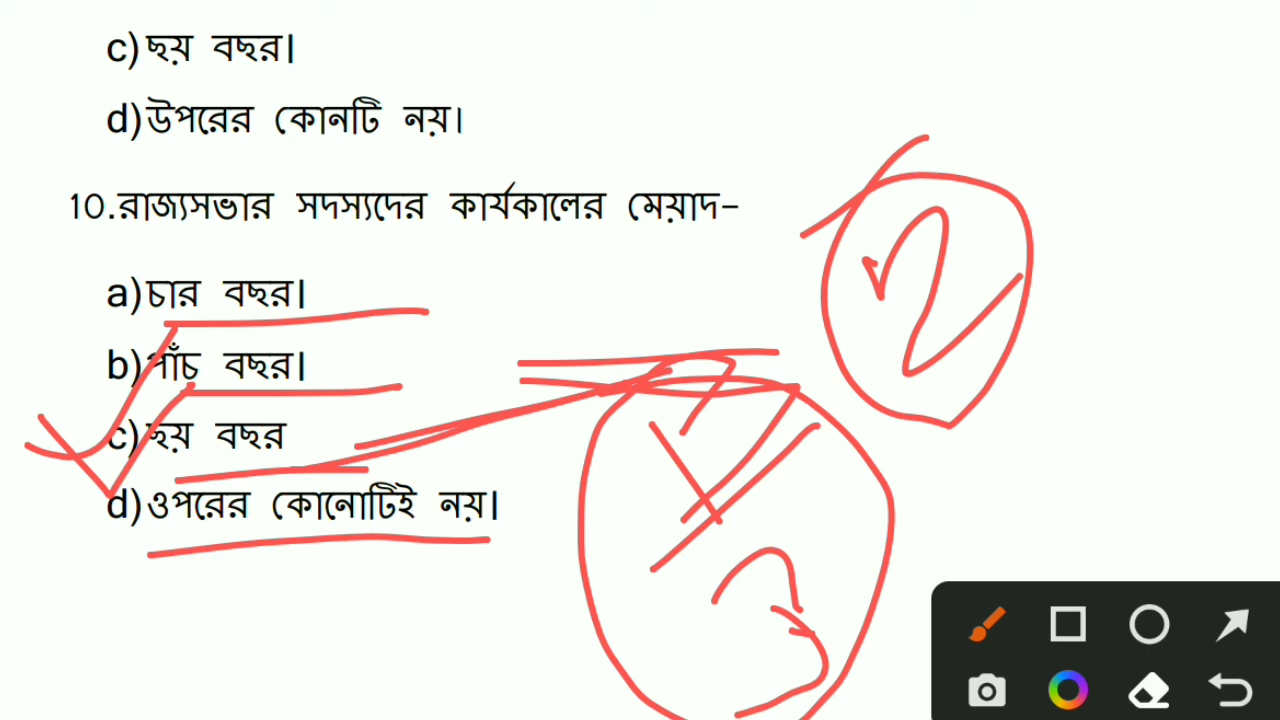 c) ছয় বছর।
d) উপরের কোনটি নয়।
10.রাজ্যসভার সদস্যদের কার্যকালের মেয়াদ-
a) চার বছর।
b) পাঁচ বছর।
c) ছয় বছর
d) ওপরের কোনোটিই নয়।